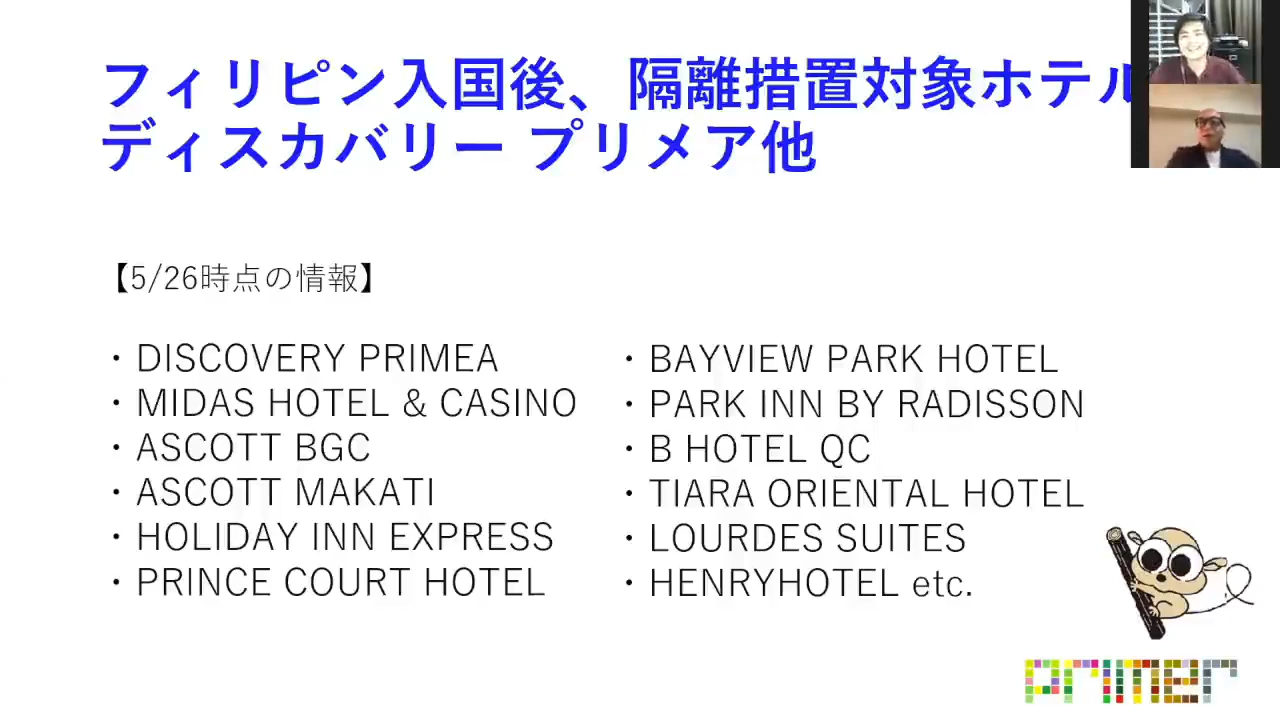 フィリピン入国後、隔離措置対象ホテル
ディスカバリー プリメア他
【5/26時点の情報】
・DISCOVERY PRIMEA
・MIDAS HOTEL & CASINO
・ASCOTT BGC
・ASCOTT MAKATI
・HOLIDAY INN EXPRESS
・PRINCE COURT HOTEL
・BAYVIEW PARK HOTEL
・PARK INN BY RADISSON
・B HOTEL QC
・TIARA ORIENTAL HOTEL
・LOURDES SUITES
・HENRYHOTEL etc.
primer